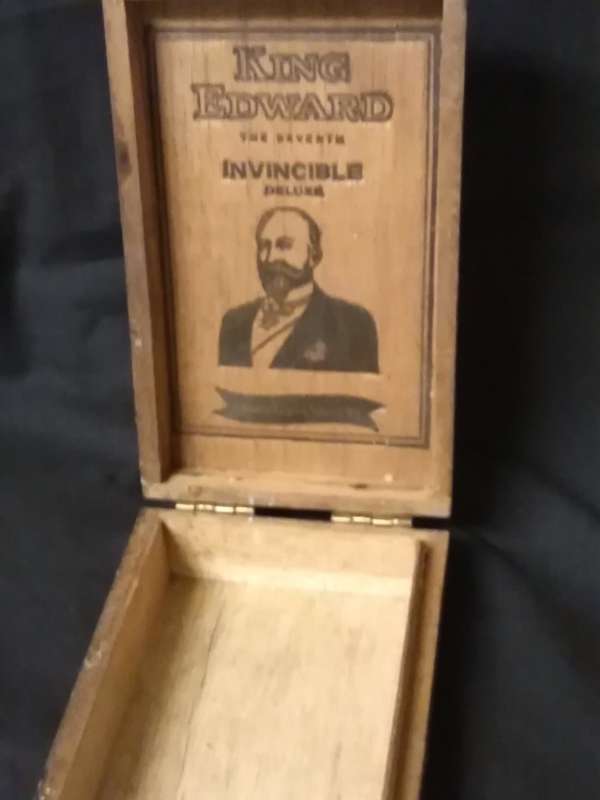 KING
EDWARD
THE SEVENTH
INVINCIBLE
DELUXE